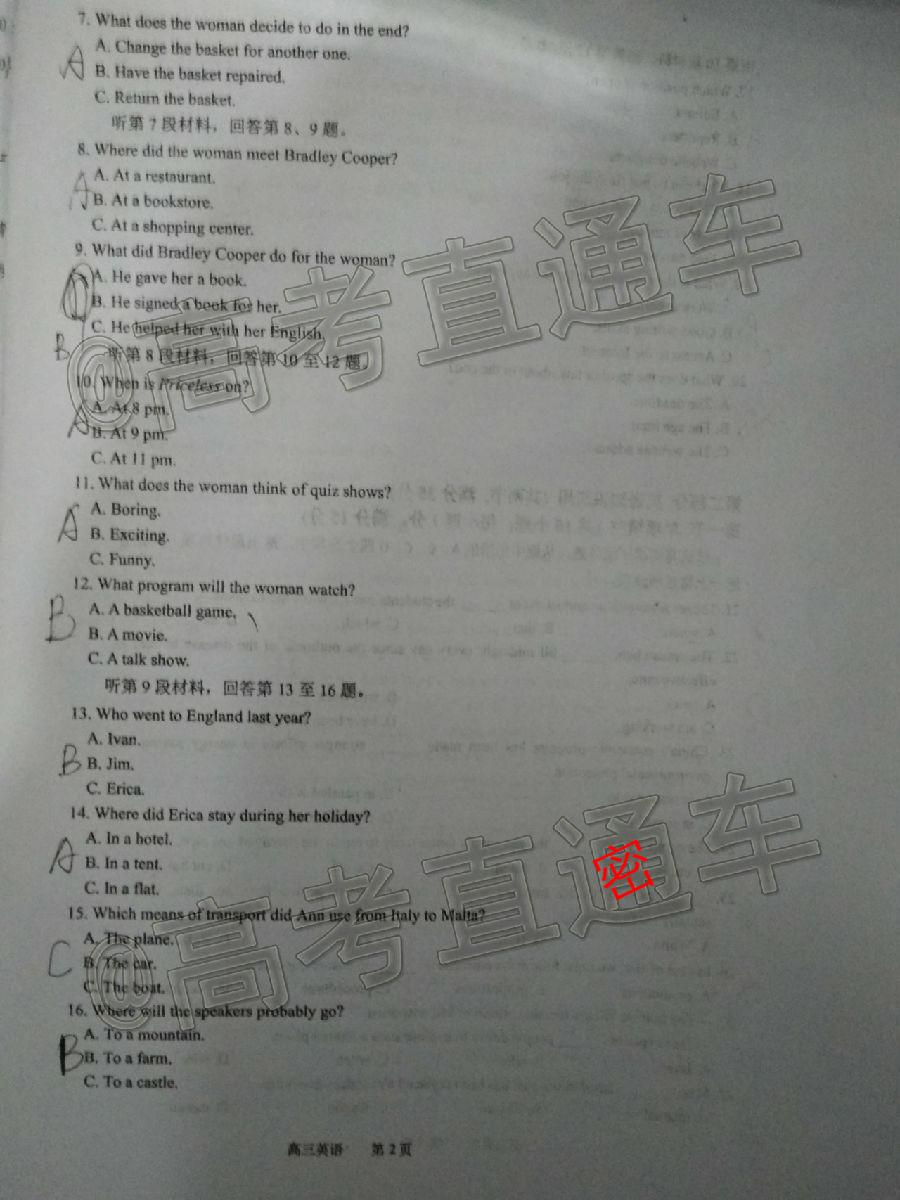 7. What does the woman decide to do in the end?
A. Change the basket for another one.
A
B. Have the basket repaired.
C. Return the basket.
听第 7 段材料，回答第 8、9 题。
8. Where did the woman meet Bradley Cooper?
A. At a restaurant.
A
B. At a bookstore.
C. At a shopping center.
9. What did Bradley Cooper do for the woman?
A. He gave her a book.
B. He signed a book for her.
C. He helped her with her English.
B
听第 8 段材料，回答第 10 至 12 题。
10. When is Priceless on?
A. At 8 pm.
A
B. At 9 pm.
C. At 11 pm.
11. What does the woman think of quiz shows?
A. Boring.
A
B. Exciting.
C. Funny.
12. What program will the woman watch?
A. A basketball game.
B
B. A movie.
C. A talk show.
听第 9 段材料，回答第 13 至 16 题。
13. Who went to England last year?
A. Ivan.
B
B. Jim.
C. Erica.
14. Where did Erica stay during her holiday?
A. In a hotel.
A
B. In a tent.
C. In a flat.
15. Which means of transport did Ann use from Italy to Malta?
A. The plane.
C
B. The car.
C. The boat.
16. Where will the speakers probably go?
A. To a mountain.
B
B. To a farm.
C. To a castle.
高三英语 第 2 页
@高考直通车
@高考直通车
密